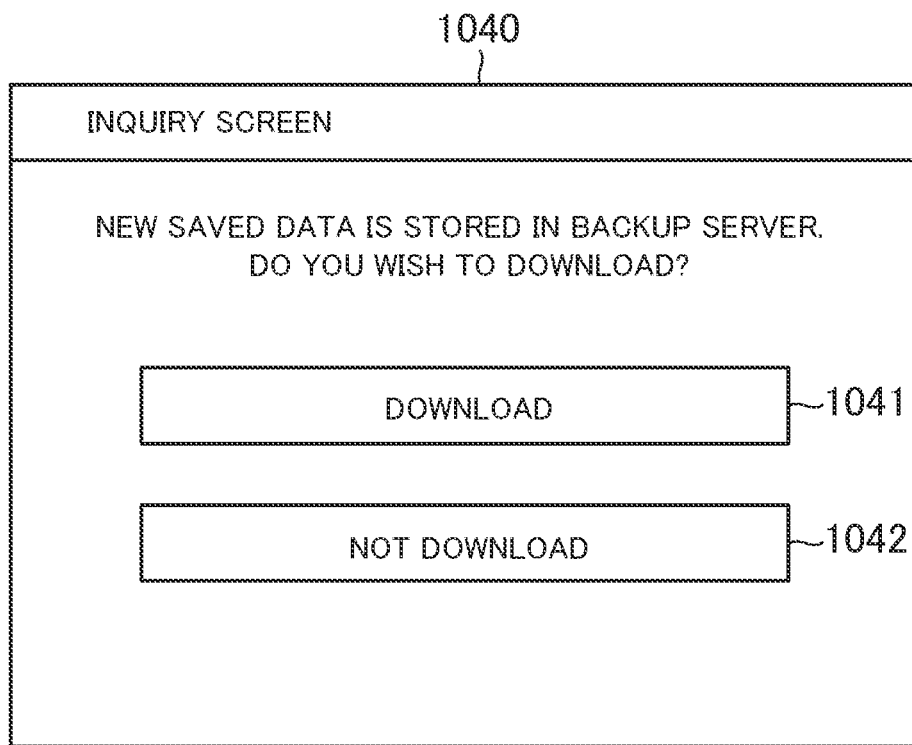 1040
INQUIRY SCREEN
NEW SAVED DATA IS STORED IN BACKUP SERVER.
DO YOU WISH TO DOWNLOAD?
DOWNLOAD
1041
NOT DOWNLOAD
1042